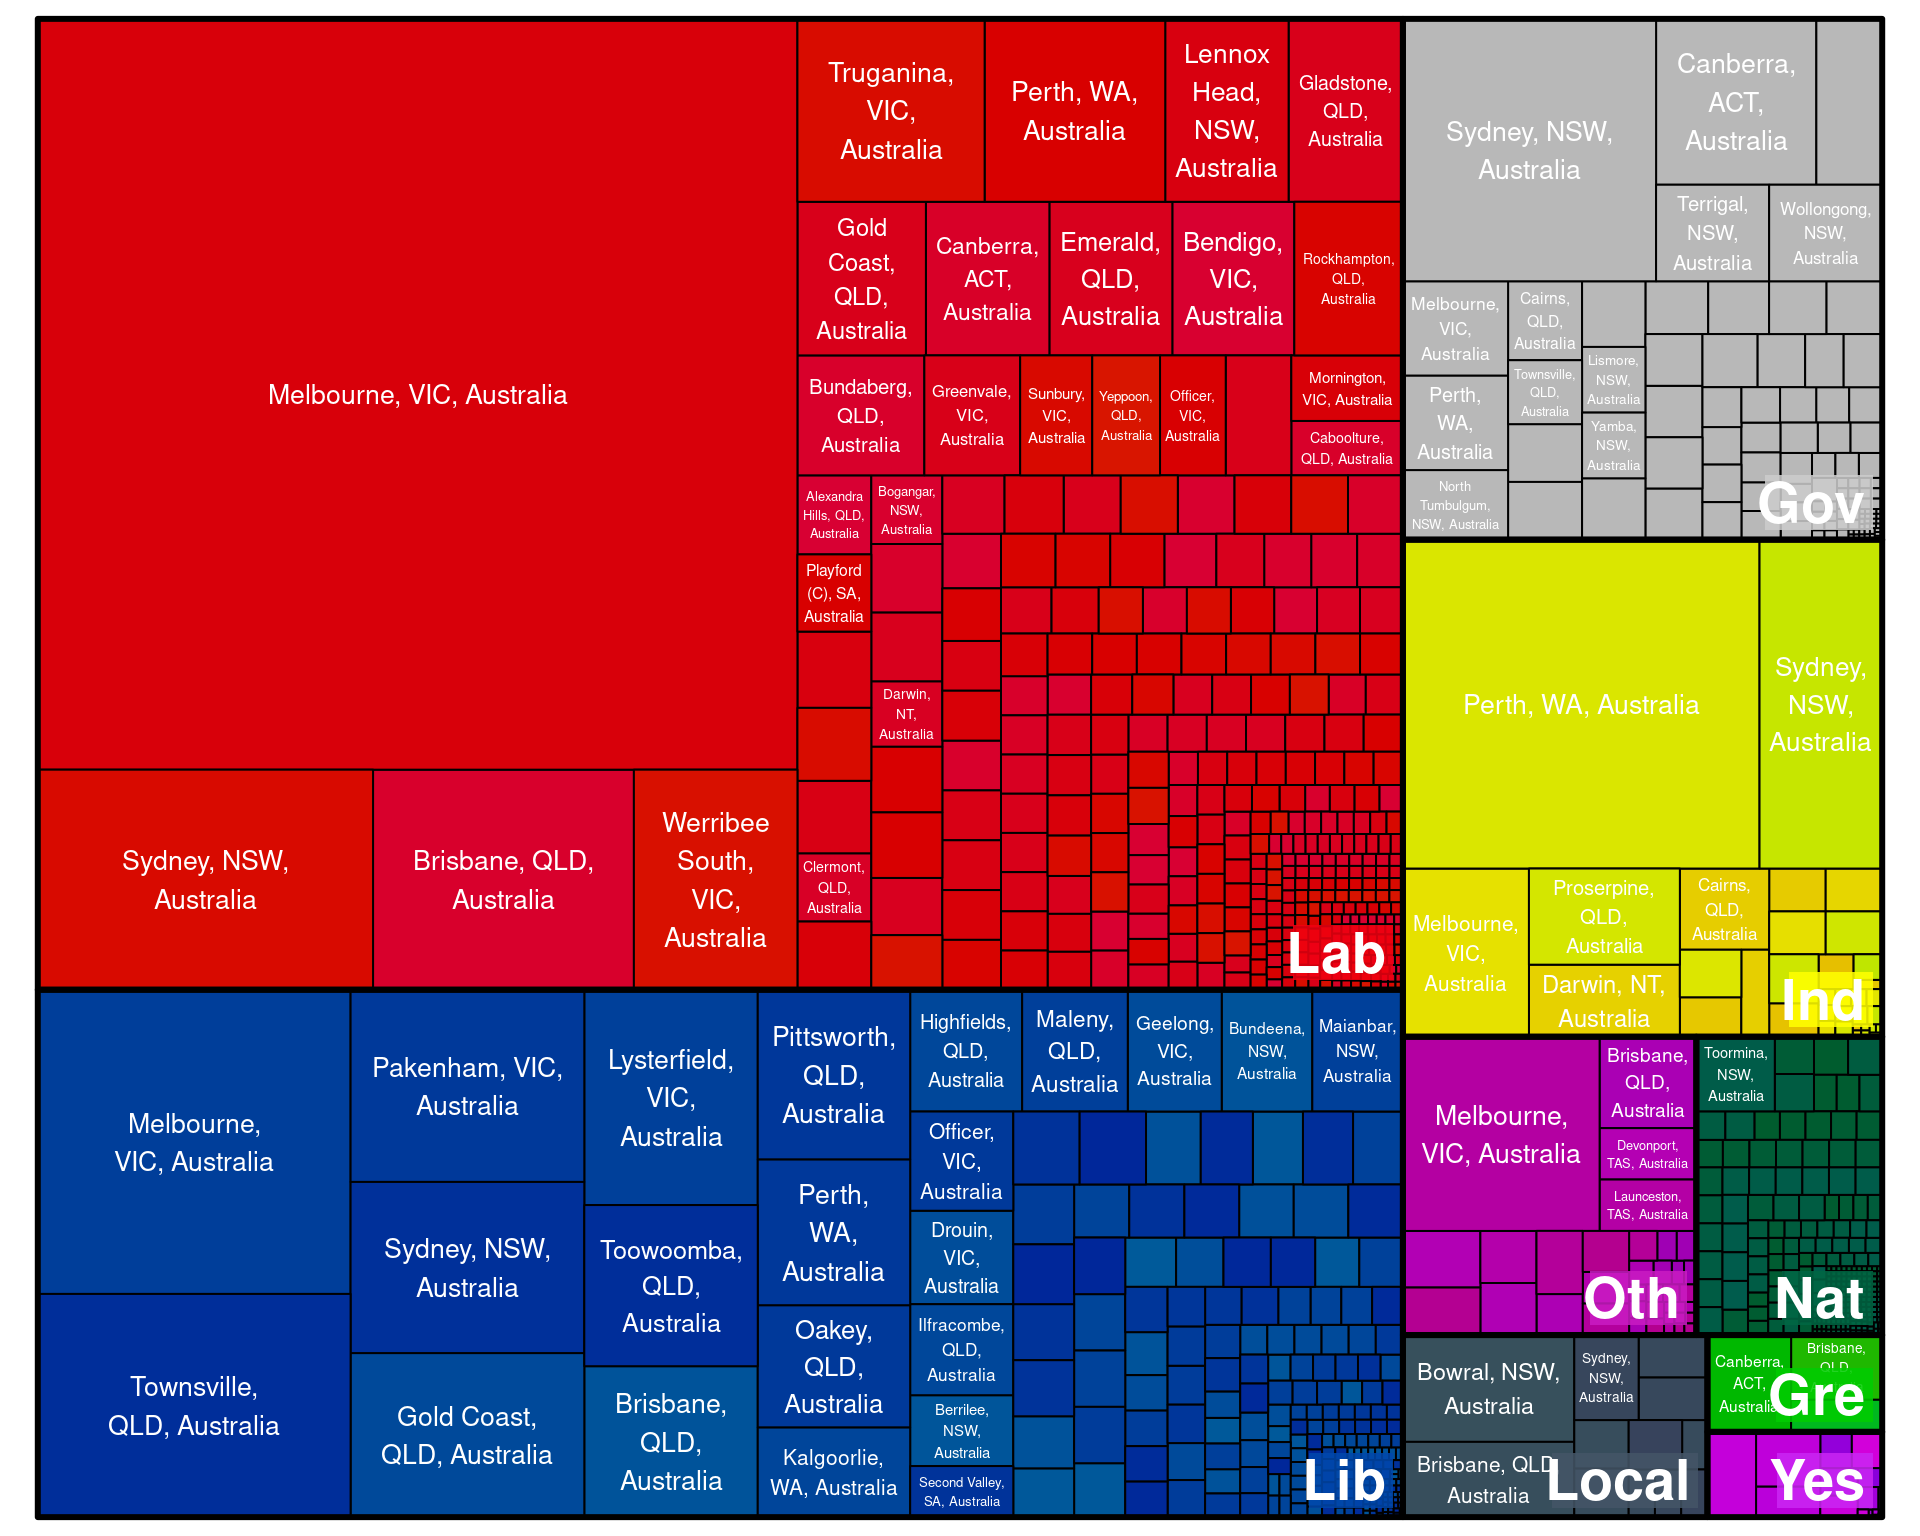 Melbourne, VIC, Australia
Sydney, NSW,
Australia
Brisbane, QLD,
Australia
Werribee
South,
VIC,
Australia
Truganina,
VIC,
Australia
Perth, WA,
Australia
Lennox
Head,
NSW,
Australia
Gladstone,
QLD,
Australia
Gold
Coast,
QLD,
Australia
Canberra,
ACT,
Australia
Emerald,
QLD,
Australia
Bendigo,
VIC,
Australia
Rockhampton,
QLD,
Australia
Bundaberg,
QLD,
Australia
Greenvale,
VIC,
Australia
Sunbury,
VIC,
Australia
Yeppoon,
QLD,
Australia
Officer,
VIC,
Australia
Mornington,
VIC, Australia
Caboolture,
QLD, Australia
Alexandra
Hills, QLD,
Australia
Bogangar,
NSW,
Australia
Playford
(C), SA,
Australia
Darwin,
NT,
Australia
Clermont,
QLD,
Australia
Lab
Melbourne,
VIC, Australia
Townsville,
QLD, Australia
Pakenham, VIC,
Australia
Sydney, NSW,
Australia
Gold Coast,
QLD, Australia
Lysterfield,
VIC,
Australia
Toowoomba,
QLD,
Australia
Brisbane,
QLD,
Australia
Pittsworth,
QLD,
Australia
Perth,
WA,
Australia
Oakey,
QLD,
Australia
Kalgoorlie,
WA, Australia
Highfields,
QLD,
Australia
Maleny,
QLD,
Australia
Geelong,
VIC,
Australia
Bundeena,
NSW,
Australia
Maianbar,
NSW,
Australia
Officer,
VIC,
Australia
Drouin,
VIC,
Australia
Ilfracombe,
QLD,
Australia
Berrilee,
NSW,
Australia
Second Valley,
SA, Australia
Lib
Sydney, NSW,
Australia
Canberra,
ACT,
Australia
Terrigal,
NSW,
Australia
Wollongong,
NSW,
Australia
Melbourne,
VIC,
Australia
Perth,
WA,
Australia
North
Tumbulgum,
NSW, Australia
Cairns,
QLD,
Australia
Townsville,
QLD,
Australia
Lismore,
NSW,
Australia
Yamba,
NSW,
Australia
Gov
Perth, WA, Australia
Sydney,
NSW,
Australia
Melbourne,
VIC,
Australia
Proserpine,
QLD,
Australia
Darwin, NT,
Australia
Cairns,
QLD,
Australia
Ind
Melbourne,
VIC, Australia
Brisbane,
QLD,
Australia
Devonport,
TAS, Australia
Launceston,
TAS, Australia
Oth
Toormina,
NSW,
Australia
Nat
Bowral, NSW,
Australia
Brisbane, QLD,
Australia
Sydney,
NSW,
Australia
Local
Canberra,
ACT,
Australia
Brisbane,
QLD,
Gre
Yes